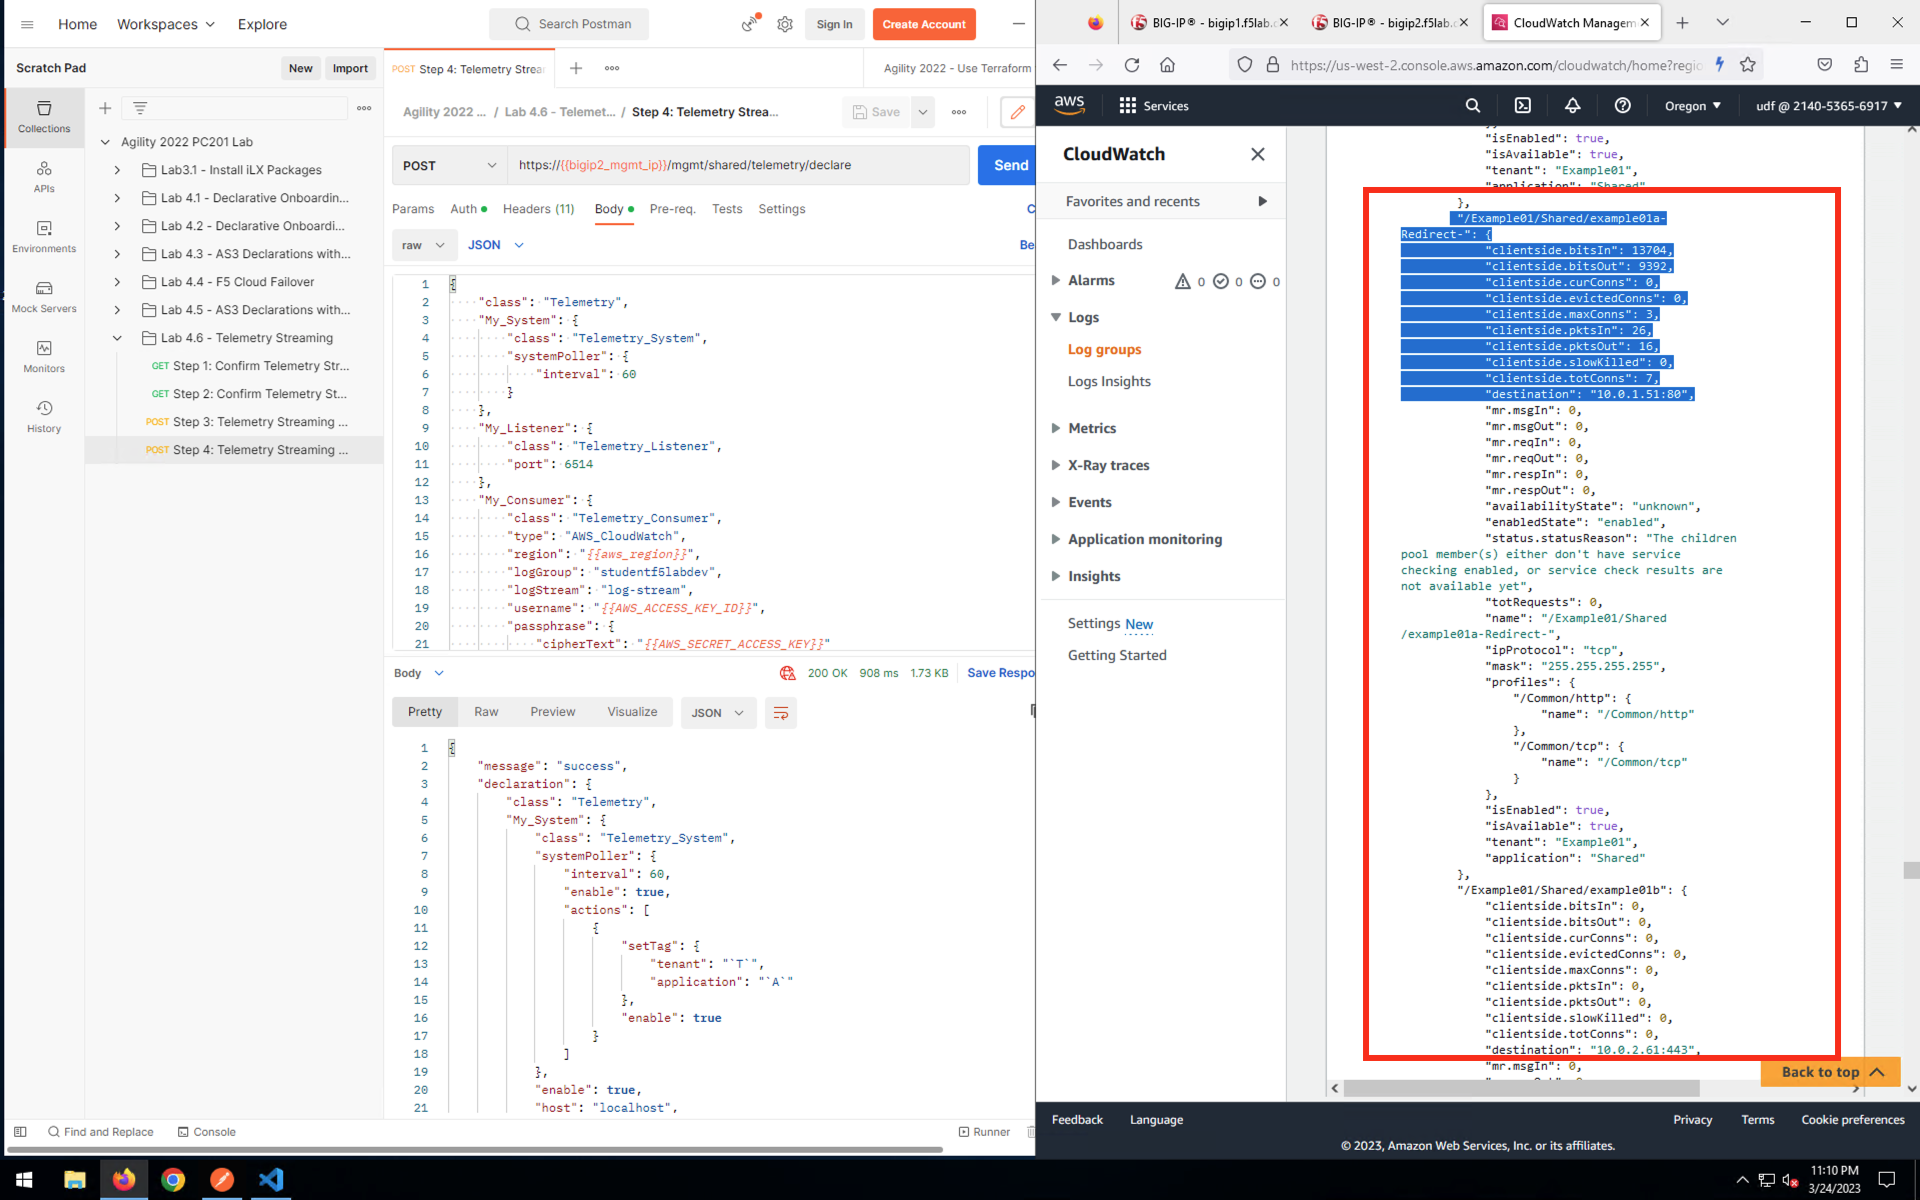 Home
Workspaces
Explore
Search Postman
Sign In
Create Account
Scratch Pad
New
Import
Collections
APIs
Environments
Mock Servers
Monitors
History
Agility 2022 PC201 Lab
Lab3.1 - Install iLX Packages
Lab 4.1 - Declarative Onboardin...
Lab 4.2 - Declarative Onboardi...
Lab 4.3 - AS3 Declarations with...
Lab 4.4 - F5 Cloud Failover
Lab 4.5 - AS3 Declarations with...
Lab 4.6 - Telemetry Streaming
GET Step 1: Confirm Telemetry Str...
GET Step 2: Confirm Telemetry St...
POST Step 3: Telemetry Streaming ...
POST Step 4: Telemetry Streaming ...
POST Step 4: Telemetry Strea
Agility 2022 - Use Terraform
Agility 2022 ... / Lab 4.6 - Telemet... / Step 4: Telemetry Strea...
Save
POST
https://{{bigip2_mgmt_ip}}/mgmt/shared/telemetry/declare
Send
Params Auth Headers (11) Body Pre-req. Tests Settings
raw JSON Be
1 {
2 "class": "Telemetry",
3 "My_System": {
4 "class": "Telemetry_System",
5 "systemPoller": {
6 "interval": 60
7 }
8 },
9 "My_Listener": {
10 "class": "Telemetry_Listener",
11 "port": 6514
12 },
13 "My_Consumer": {
14 "class": "Telemetry_Consumer",
15 "type": "AWS_CloudWatch",
16 "region": "{{aws_region}}",
17 "logGroup": "studentf5labdev",
18 "logStream": "log-stream",
19 "username": "{{AWS_ACCESS_KEY_ID}}",
20 "passphrase": {
21 "cipherText": "{{AWS_SECRET_ACCESS_KEY}}"
Body
200 OK 908 ms 1.73 KB Save Respo
Pretty Raw Preview Visualize JSON
1 {
2 "message": "success",
3 "declaration": {
4 "class": "Telemetry",
5 "My_System": {
6 "class": "Telemetry_System",
7 "systemPoller": {
8 "interval": 60,
9 "enable": true,
10 "actions": [
11 {
12 "setTag": {
13 "tenant": "`T`",
14 "application": "`A`"
15 },
16 "enable": true
17 }
18 ]
19 },
20 "enable": true,
21 "host": "localhost",
Find and Replace
Console
Runner
BIG-IP® - bigip1.f5lab.c
BIG-IP® - bigip2.f5lab.c
CloudWatch Managem
https://us-west-2.console.aws.amazon.com/cloudwatch/home?regio
aws
Services
Oregon
udf @ 2140-5365-6917
CloudWatch
Favorites and recents
Dashboards
Alarms 0 0 0
Logs
Log groups
Logs Insights
Metrics
X-Ray traces
Events
Application monitoring
Insights
Settings New
Getting Started
"isEnabled": true,
"isAvailable": true,
"tenant": "Example01",
"application": "Shared"
},
"/Example01/Shared/example01a-
Redirect-": {
"clientside.bitsIn": 13704,
"clientside.bitsOut": 9392,
"clientside.curConns": 0,
"clientside.evictedConns": 0,
"clientside.maxConns": 3,
"clientside.pktsIn": 26,
"clientside.pktsOut": 16,
"clientside.slowKilled": 0,
"clientside.totConns": 7,
"destination": "10.0.1.51:80",
"mr.msgIn": 0,
"mr.msgOut": 0,
"mr.reqIn": 0,
"mr.reqOut": 0,
"mr.respIn": 0,
"mr.respOut": 0,
"availabilityState": "unknown",
"enabledState": "enabled",
"status.statusReason": "The children
pool member(s) either don't have service
checking enabled, or service check results are
not available yet",
"totRequests": 0,
"name": "/Example01/Shared
/example01a-Redirect-",
"ipProtocol": "tcp",
"mask": "255.255.255.255",
"profiles": {
"/Common/http": {
"name": "/Common/http"
},
"/Common/tcp": {
"name": "/Common/tcp"
}
},
"isEnabled": true,
"isAvailable": true,
"tenant": "Example01",
"application": "Shared"
},
"/Example01/Shared/example01b": {
"clientside.bitsIn": 0,
"clientside.bitsOut": 0,
"clientside.curConns": 0,
"clientside.evictedConns": 0,
"clientside.maxConns": 0,
"clientside.pktsIn": 0,
"clientside.pktsOut": 0,
"clientside.slowKilled": 0,
"clientside.totConns": 0,
"destination": "10.0.2.61:443",
"mr.msgIn": 0,
Back to top
Feedback
Language
Privacy
Terms
Cookie preferences
© 2023, Amazon Web Services, Inc. or its affiliates.
11:10 PM
3/24/2023